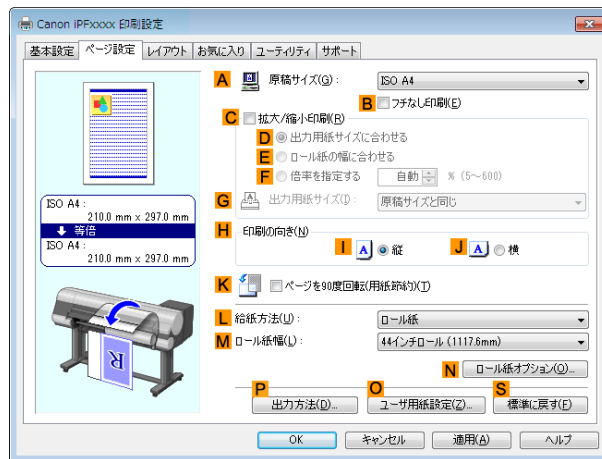 Canon iPFxxxx 印刷設定
基本設定 ページ設定 レイアウト お気に入り ユーティリティ サポート
A 原稿サイズ(G): ISO A4
B フチなし印刷(E)
C 拡大/縮小印刷(R)
D 出力用紙サイズに合わせる
E ロール紙の幅に合わせる
F 倍率を指定する 自動 % (5～600)
G 出力用紙サイズ(I): 原稿サイズと同じ
ISO A4 :
210.0 mm x 297.0 mm
等倍
ISO A4 :
210.0 mm x 297.0 mm
H 印刷の向き(N)
I A 縦 J A 横
K ページを90度回転(用紙節約)(T)
L 給紙方法(U): ロール紙
M ロール紙幅(L): 44インチロール (1117.6mm)
R
N ロール紙オプション(O)...
P O S
出力方法(D)... ユーザ用紙設定(Z)... 標準に戻す(F)
OK キャンセル 適用(A) ヘルプ